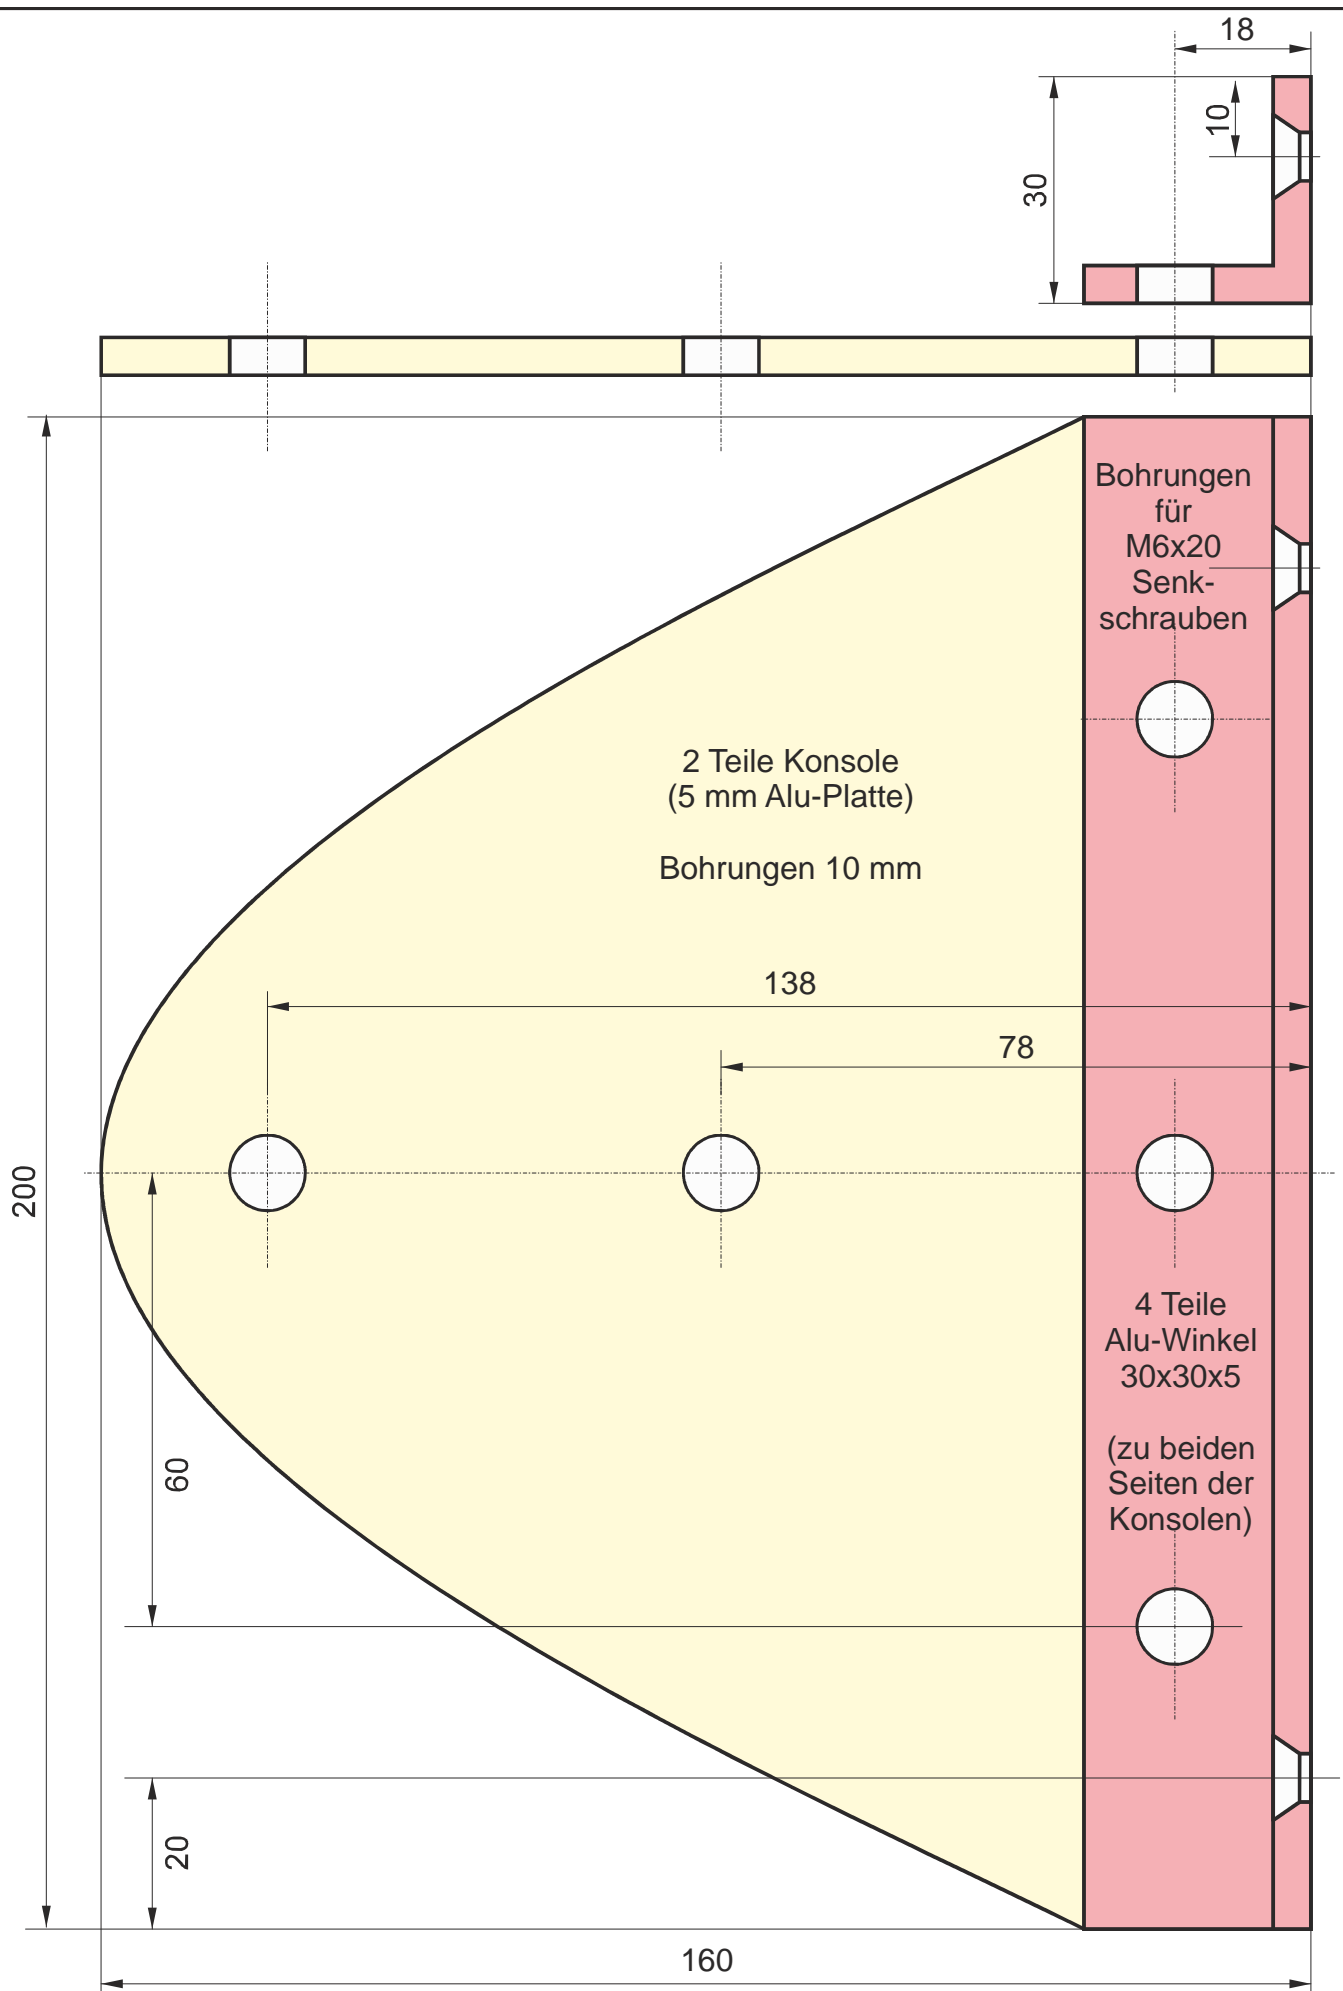 18
10
30
Bohrungen
für
M6x20
Senk-
schrauben
2 Teile Konsole
(5 mm Alu-Platte)
Bohrungen 10 mm
138
78
200
4 Teile
Alu-Winkel
30x30x5
(zu beiden
Seiten der
Konsolen)
60
20
160